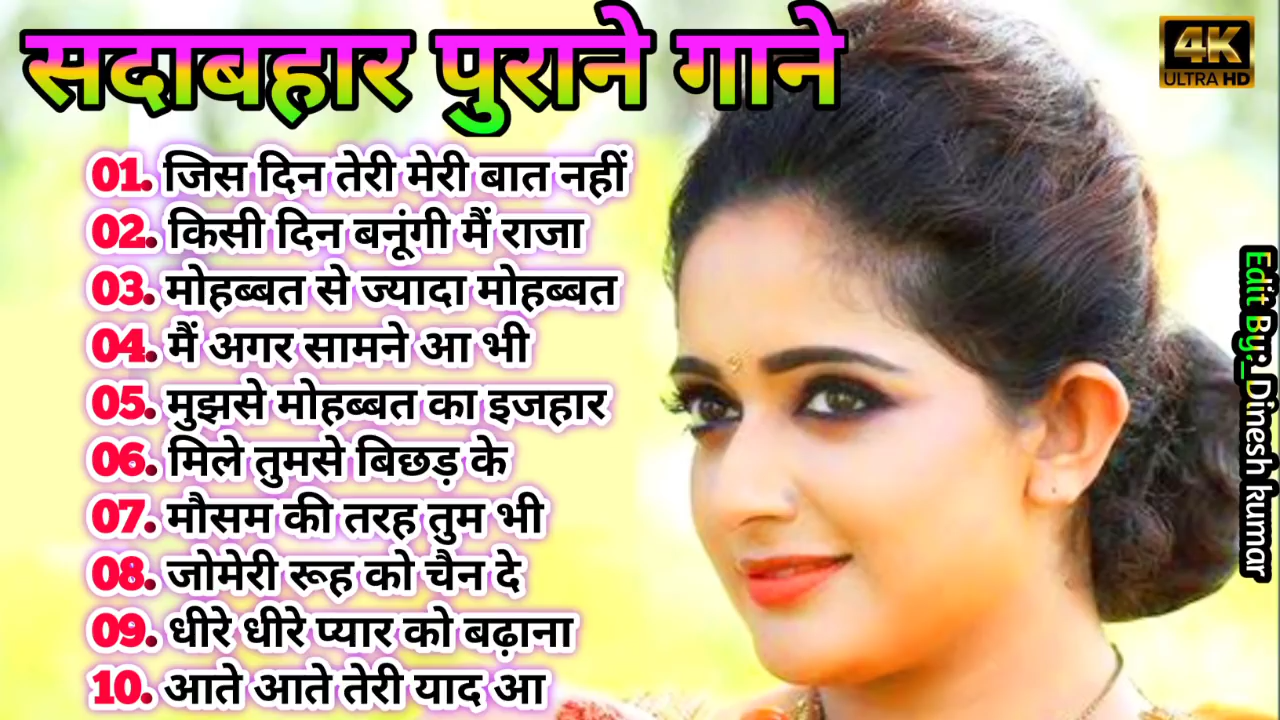 सदाबहार पुराने गाने
4K
ULTRA HD
01. जिस दिन तेरी मेरी बात नहीं
02. किसी दिन बनूंगी मैं राजा
03. मोहब्बत से ज्यादा मोहब्बत
04. मैं अगर सामने आ भी
05. मुझसे मोहब्बत का इजहार
06. मिले तुमसे बिछड़ के
07. मौसम की तरह तुम भी
08. जोमेरी रूह को चैन दे
09. धीरे धीरे प्यार को बढ़ाना
10. आते आते तेरी याद आ
Edit By:_Dinesh kumar